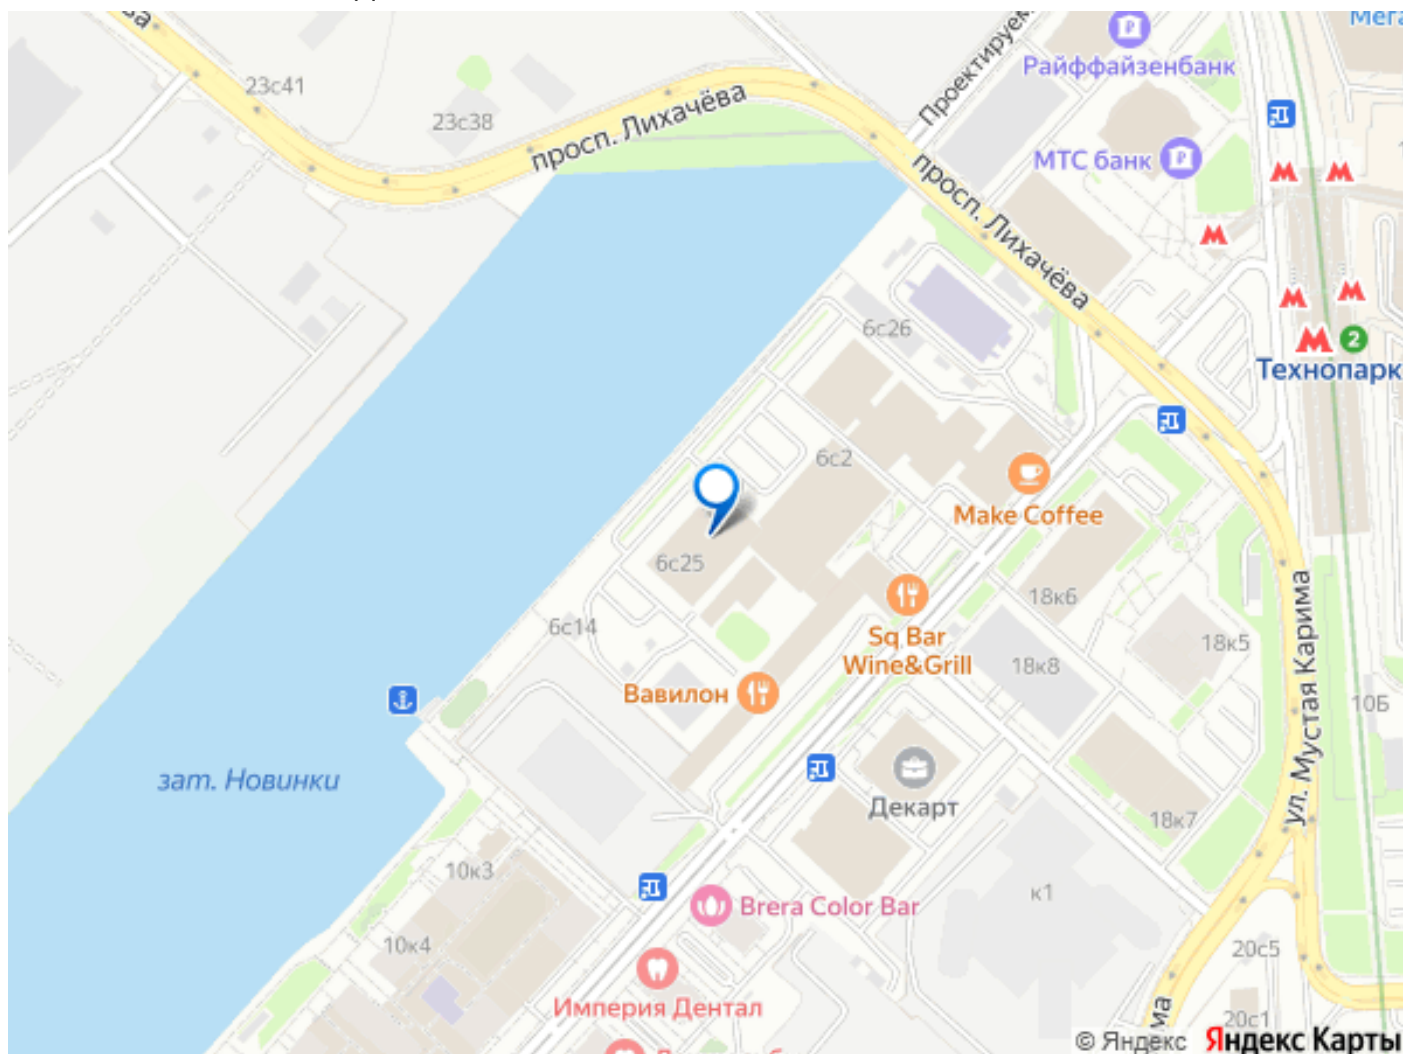 Мега
Райффайзенбанк
Проектируем
23с41
23с38
просп. Лихачёва
МТС банк
просп. Лихачёва
6с26
2
Технопарк
6с2
Make Coffee
6с25
18к6
6с14
Sq Bar
Wine&Grill
18к5
18к8
Вавилон
10Б
ул. Мустая Карима
зат. Новинки
Декарт
18к7
10к3
к1
Brera Color Bar
10к4
20с5
Империя Дентал
20с1
© Яндекс Яндекс Карты